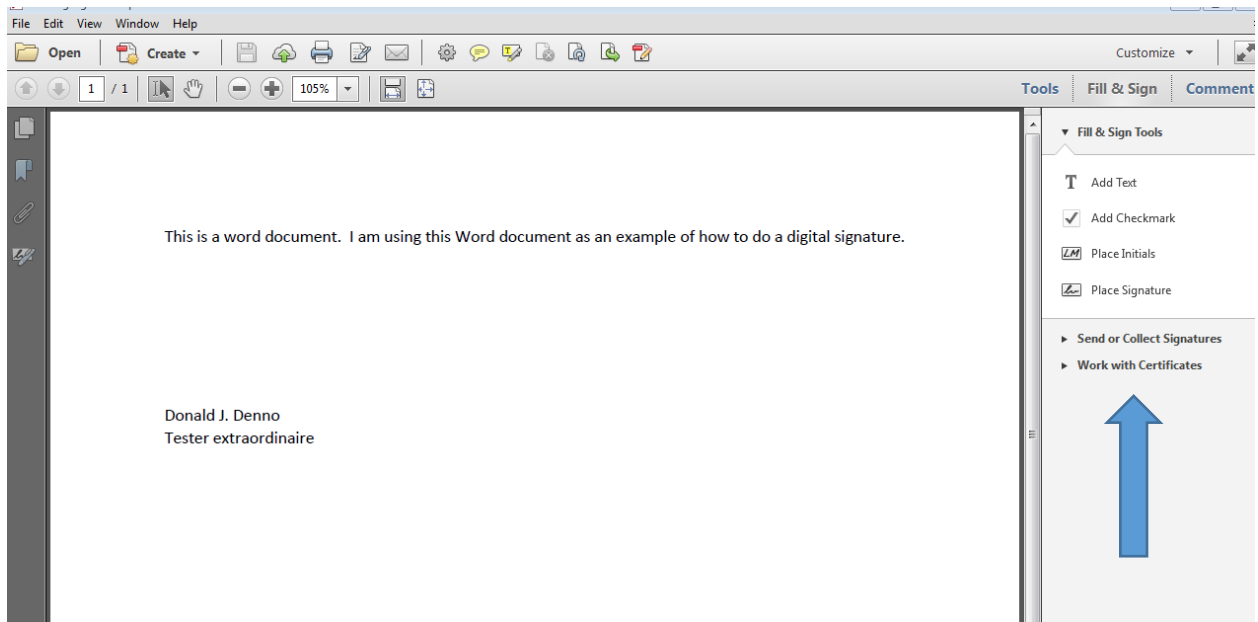 File Edit View Window Help
Open Create Customize
1 / 1 105% Tools Fill & Sign Comment
Fill & Sign Tools
T Add Text
Add Checkmark
LM Place Initials
Place Signature
This is a word document.  I am using this Word document as an example of how to do a digital signature.
Send or Collect Signatures
Work with Certificates
Donald J. Denno
Tester extraordinaire